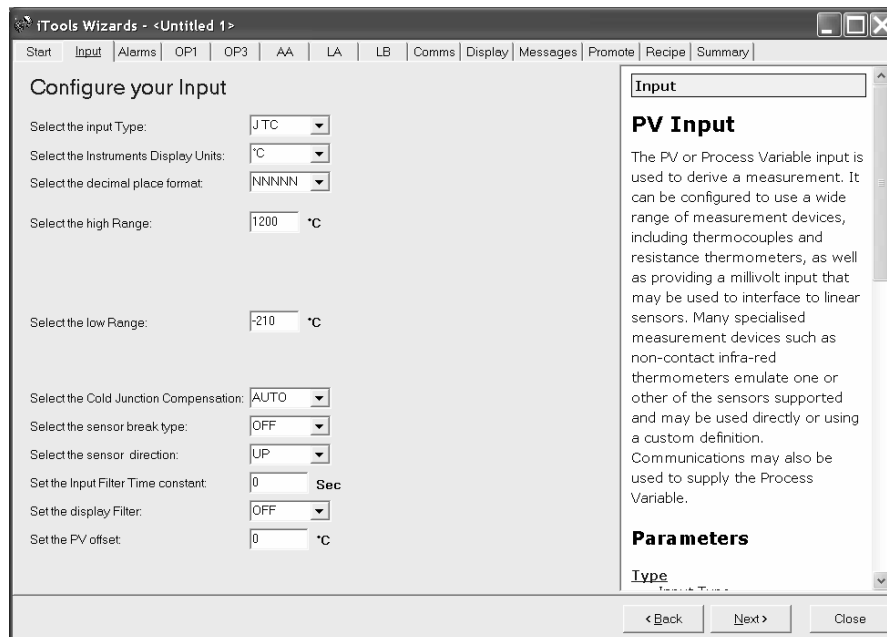 iTools Wizards - <Untitled 1>
Start Input Alarms OP1 OP3 AA LA LB Comms Display Messages Promote Recipe Summary
Configure your Input
Select the input Type: J TC
Select the Instruments Display Units: °C
Select the decimal place format: NNNNN
Select the high Range: 1200 °C
Select the low Range: -210 °C
Select the Cold Junction Compensation: AUTO
Select the sensor break type: OFF
Select the sensor direction: UP
Set the Input Filter Time constant: 0 Sec
Set the display Filter: OFF
Set the PV offset: 0 °C
Input
PV Input
The PV or Process Variable input is
used to derive a measurement. It
can be configured to use a wide
range of measurement devices,
including thermocouples and
resistance thermometers, as well
as providing a millivolt input that
may be used to interface to linear
sensors. Many specialised
measurement devices such as
non-contact infra-red
thermometers emulate one or
other of the sensors supported
and may be used directly or using
a custom definition.
Communications may also be
used to supply the Process
Variable.
Parameters
Type
< Back Next > Close